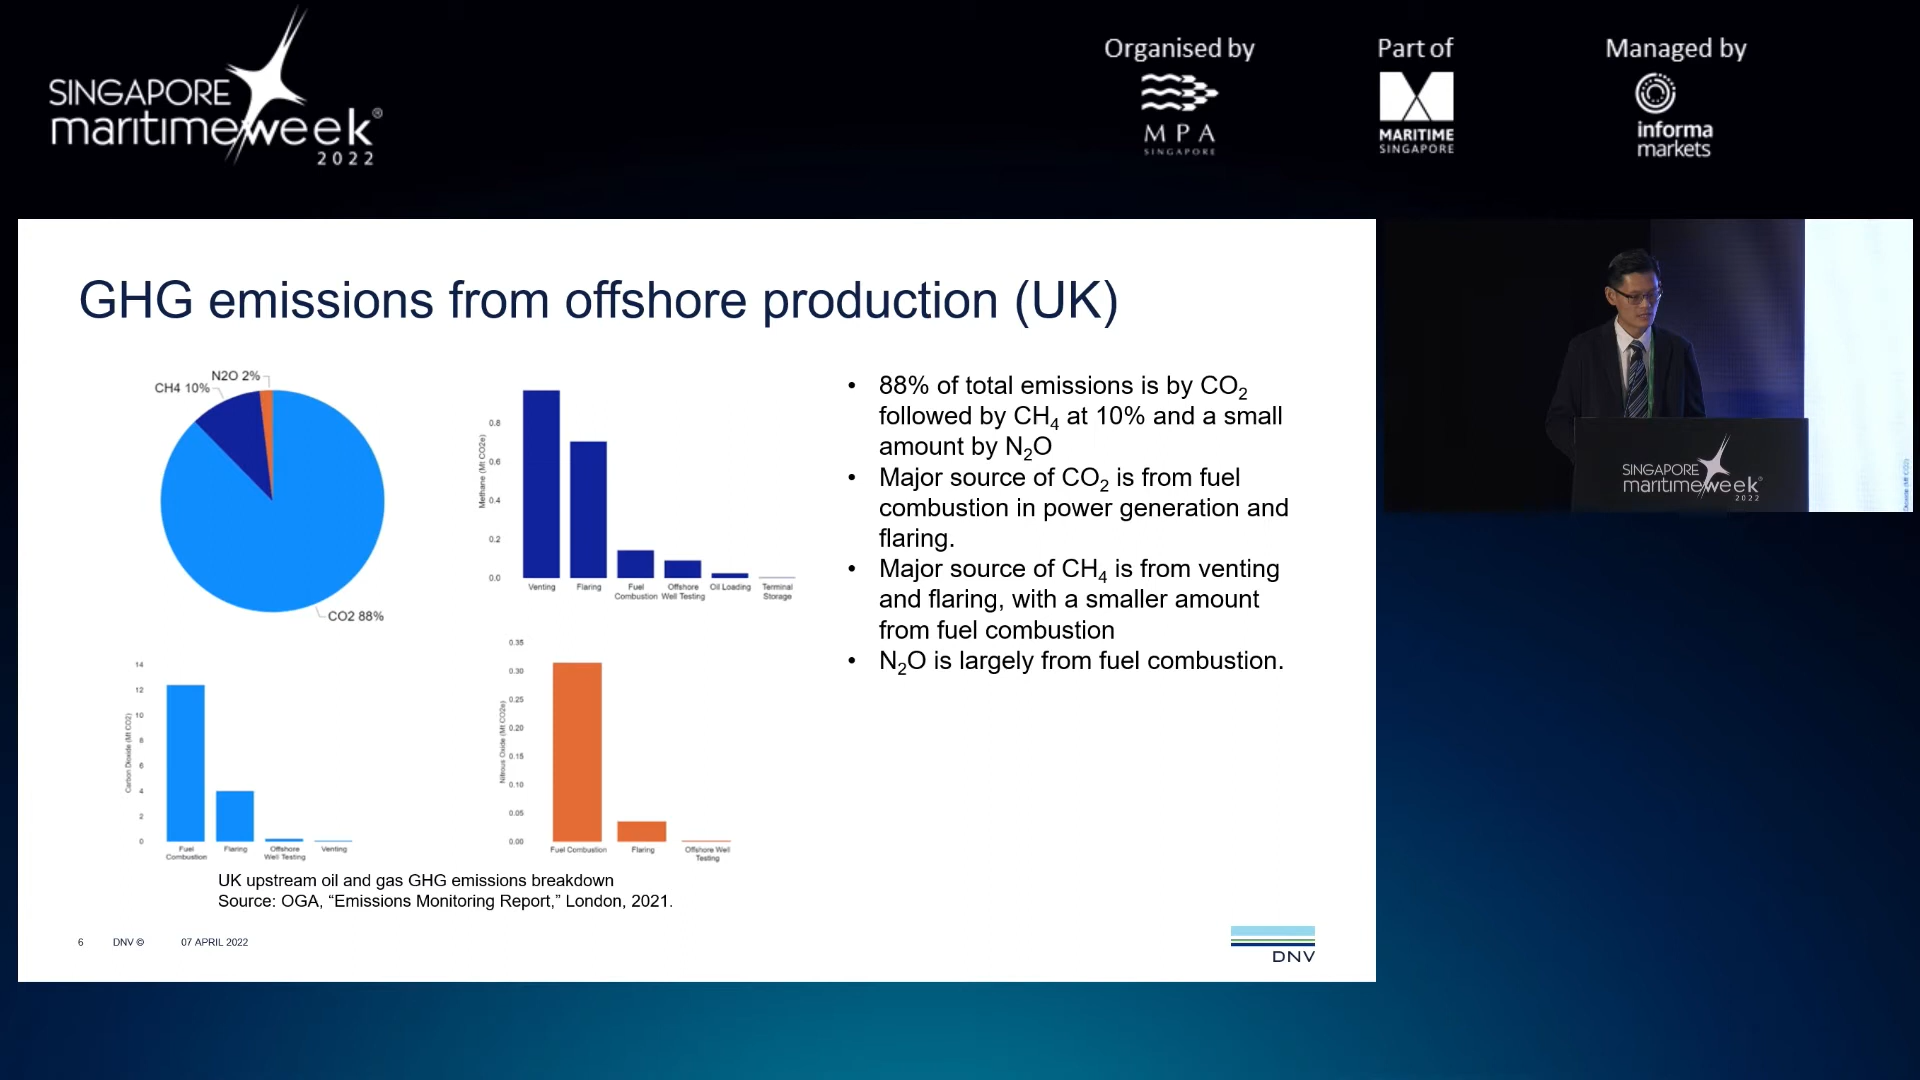 SINGAPORE
maritimeweek®
2022
Organised by
MPA
SINGAPORE
Part of
MARITIME
SINGAPORE
Managed by
informa
markets
GHG emissions from offshore production (UK)
N2O 2%
CH4 10%
CO2 88%
Methane (Mt CO2e)
0.8
0.6
0.4
0.2
0.0
Venting
Flaring
Fuel
Combustion
Offshore
Well Testing
Oil Loading
Terminal
Storage
Carbon Dioxide (Mt CO2)
14
12
10
8
6
4
2
0
Fuel
Combustion
Flaring
Offshore
Well Testing
Venting
Nitrous Oxide (Mt CO2e)
0.35
0.30
0.25
0.20
0.15
0.10
0.05
0.00
Fuel Combustion
Flaring
Offshore Well
Testing
UK upstream oil and gas GHG emissions breakdown
Source: OGA, “Emissions Monitoring Report,” London, 2021.
• 88% of total emissions is by CO₂
followed by CH₄ at 10% and a small
amount by N₂O
• Major source of CO₂ is from fuel
combustion in power generation and
flaring.
• Major source of CH₄ is from venting
and flaring, with a smaller amount
from fuel combustion
• N₂O is largely from fuel combustion.
6 DNV © 07 APRIL 2022
DNV
SINGAPORE
maritimeweek®
2022